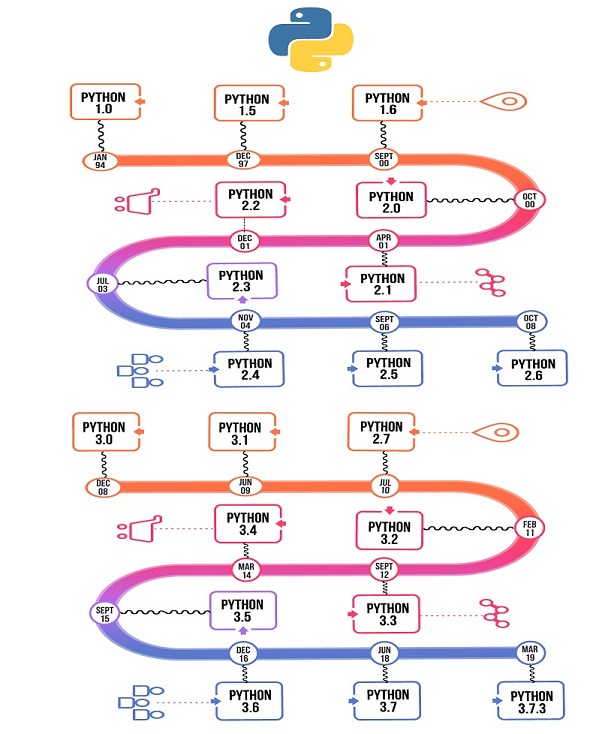 PYTHON
1.0
PYTHON
1.5
PYTHON
1.6
JAN
94
DEC
97
SEPT
00
PYTHON
2.2
PYTHON
2.0
OCT
00
DEC
01
APR
01
JUL
03
PYTHON
2.3
PYTHON
2.1
NOV
04
SEPT
06
OCT
08
PYTHON
2.4
PYTHON
2.5
PYTHON
2.6
PYTHON
3.0
PYTHON
3.1
PYTHON
2.7
DEC
08
JUN
09
JUL
10
PYTHON
3.4
PYTHON
3.2
FEB
11
MAR
14
SEPT
12
SEPT
15
PYTHON
3.5
PYTHON
3.3
DEC
16
JUN
18
MAR
19
PYTHON
3.6
PYTHON
3.7
PYTHON
3.7.3